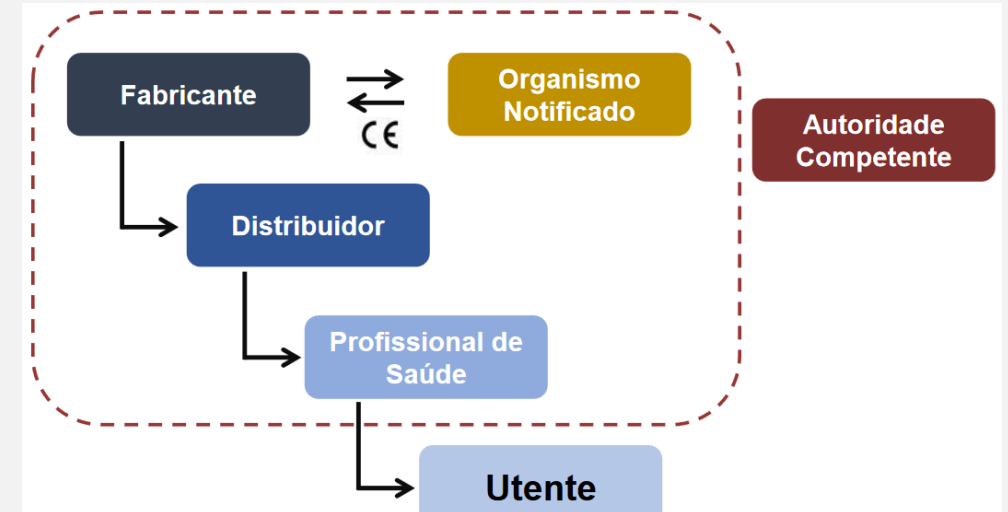 Fabricante
CE
Organismo
Notificado
Autoridade
Competente
Distribuidor
Profissional de
Saúde
Utente